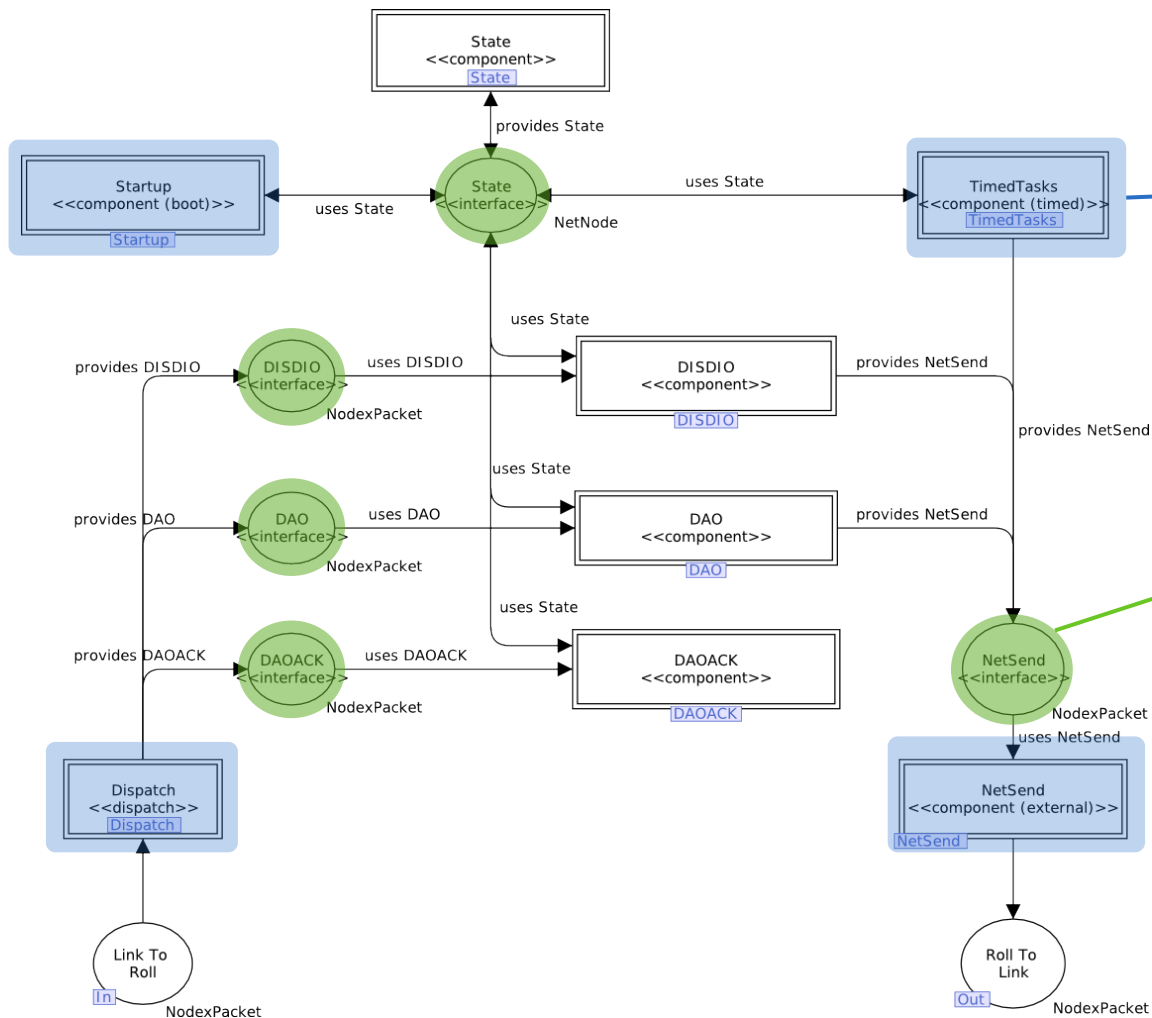 State
<<component>>
State
provides State
Startup
<<component (boot)>>
Startup
uses State
State
<<interface>>
NetNode
uses State
TimedTasks
<<component (timed)>>
TimedTasks
uses State
provides DISDIO
DISDIO
<<interface>>
NodexPacket
uses DISDIO
DISDIO
<<component>>
DISDIO
provides NetSend
provides NetSend
uses State
provides DAO
DAO
<<interface>>
NodexPacket
uses DAO
DAO
<<component>>
DAO
provides NetSend
uses State
provides DAOACK
DAOACK
<<interface>>
NodexPacket
uses DAOACK
DAOACK
<<component>>
DAOACK
NetSend
<<interface>>
NodexPacket
uses NetSend
Dispatch
<<dispatch>>
Dispatch
NetSend
<<component (external)>>
NetSend
Link To
Roll
In
NodexPacket
Roll To
Link
Out
NodexPacket